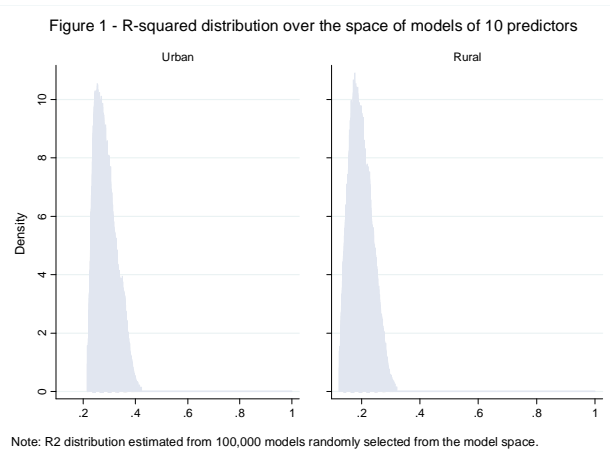 Figure 1 - R-squared distribution over the space of models of 10 predictors
Urban
Rural
Density
10
8
6
4
2
0
.2 .4 .6 .8 1
.2 .4 .6 .8 1
Note: R2 distribution estimated from 100,000 models randomly selected from the model space.